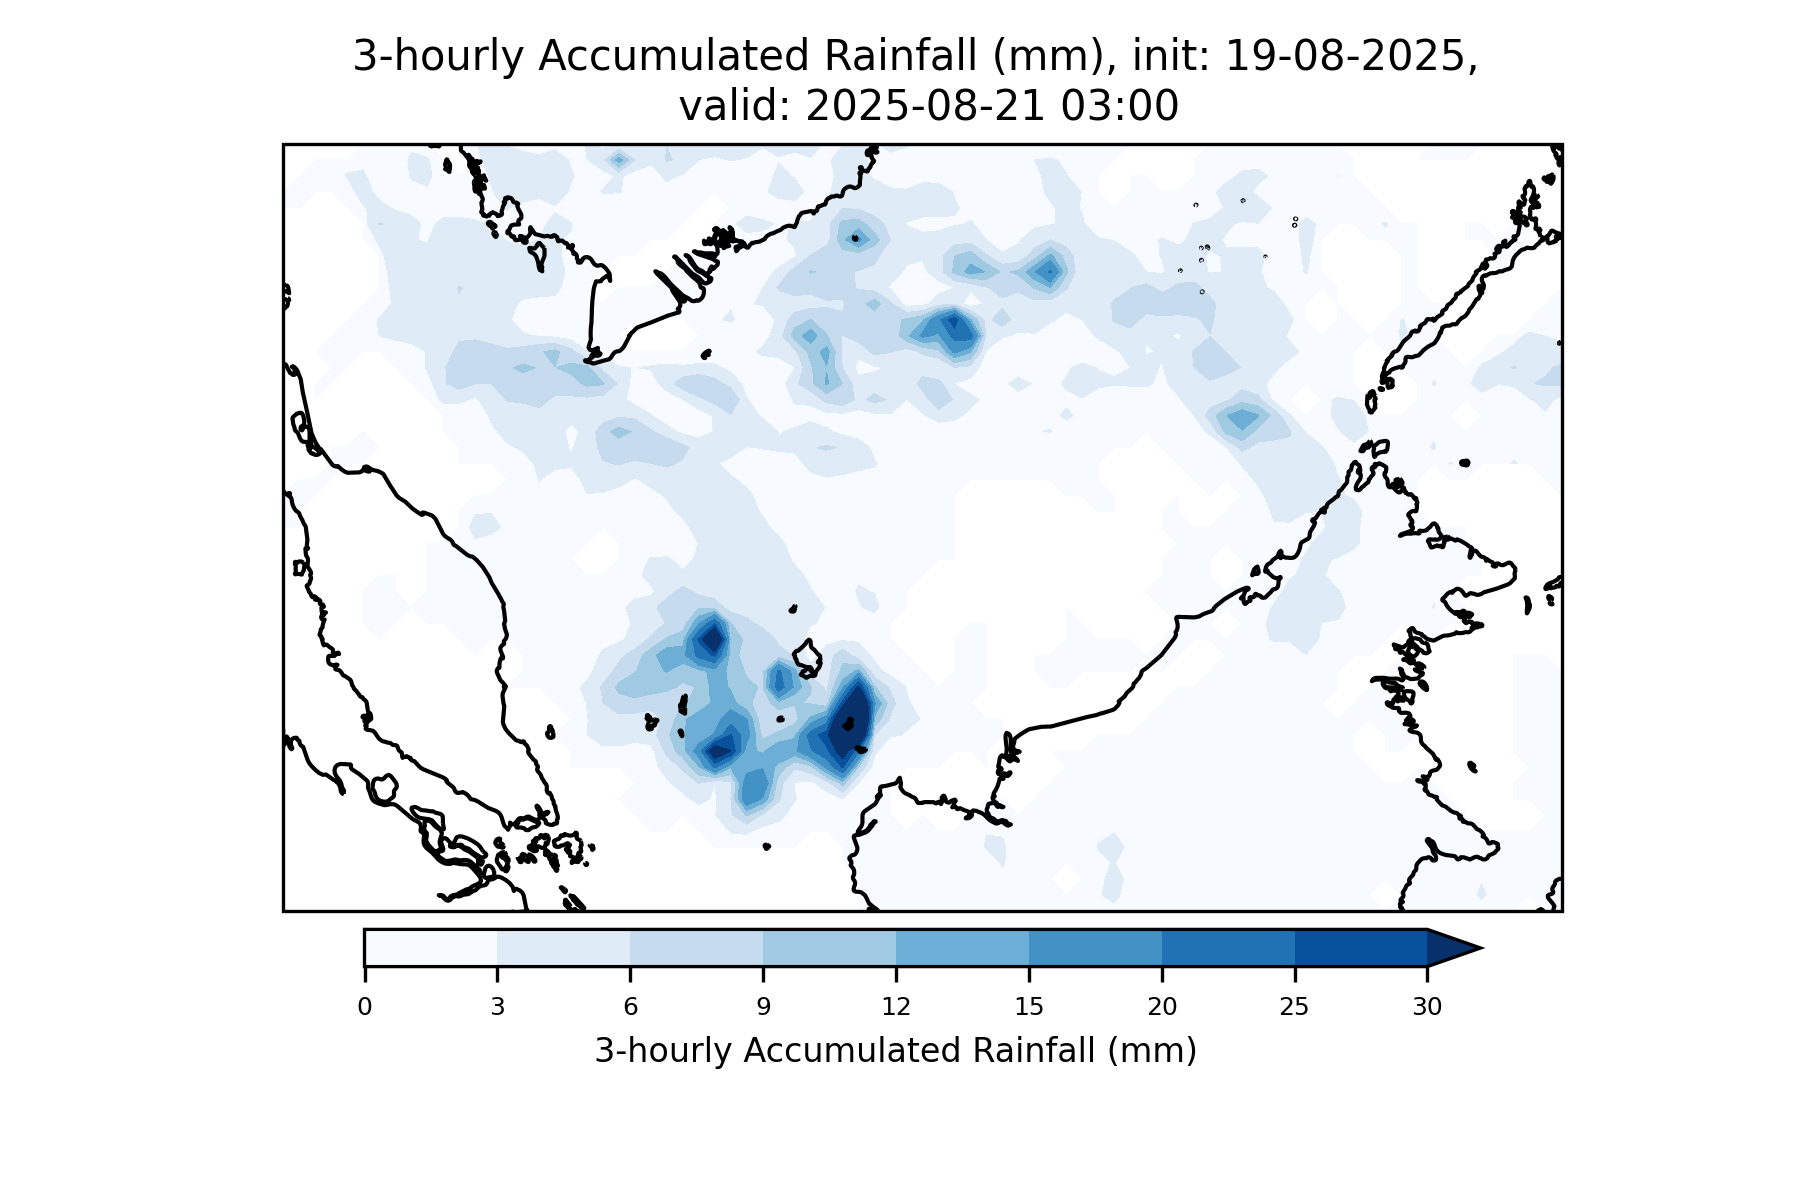 3-hourly Accumulated Rainfall (mm), init: 19-08-2025,
valid: 2025-08-21 03:00
0 3 6 9 12 15 20 25 30
3-hourly Accumulated Rainfall (mm)